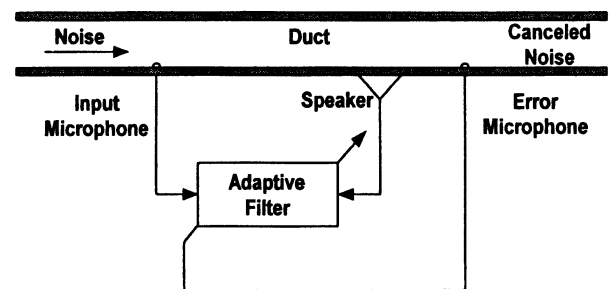 Noise
Duct
Canceled
Noise
Input
Microphone
Speaker
Error
Microphone
Adaptive
Filter